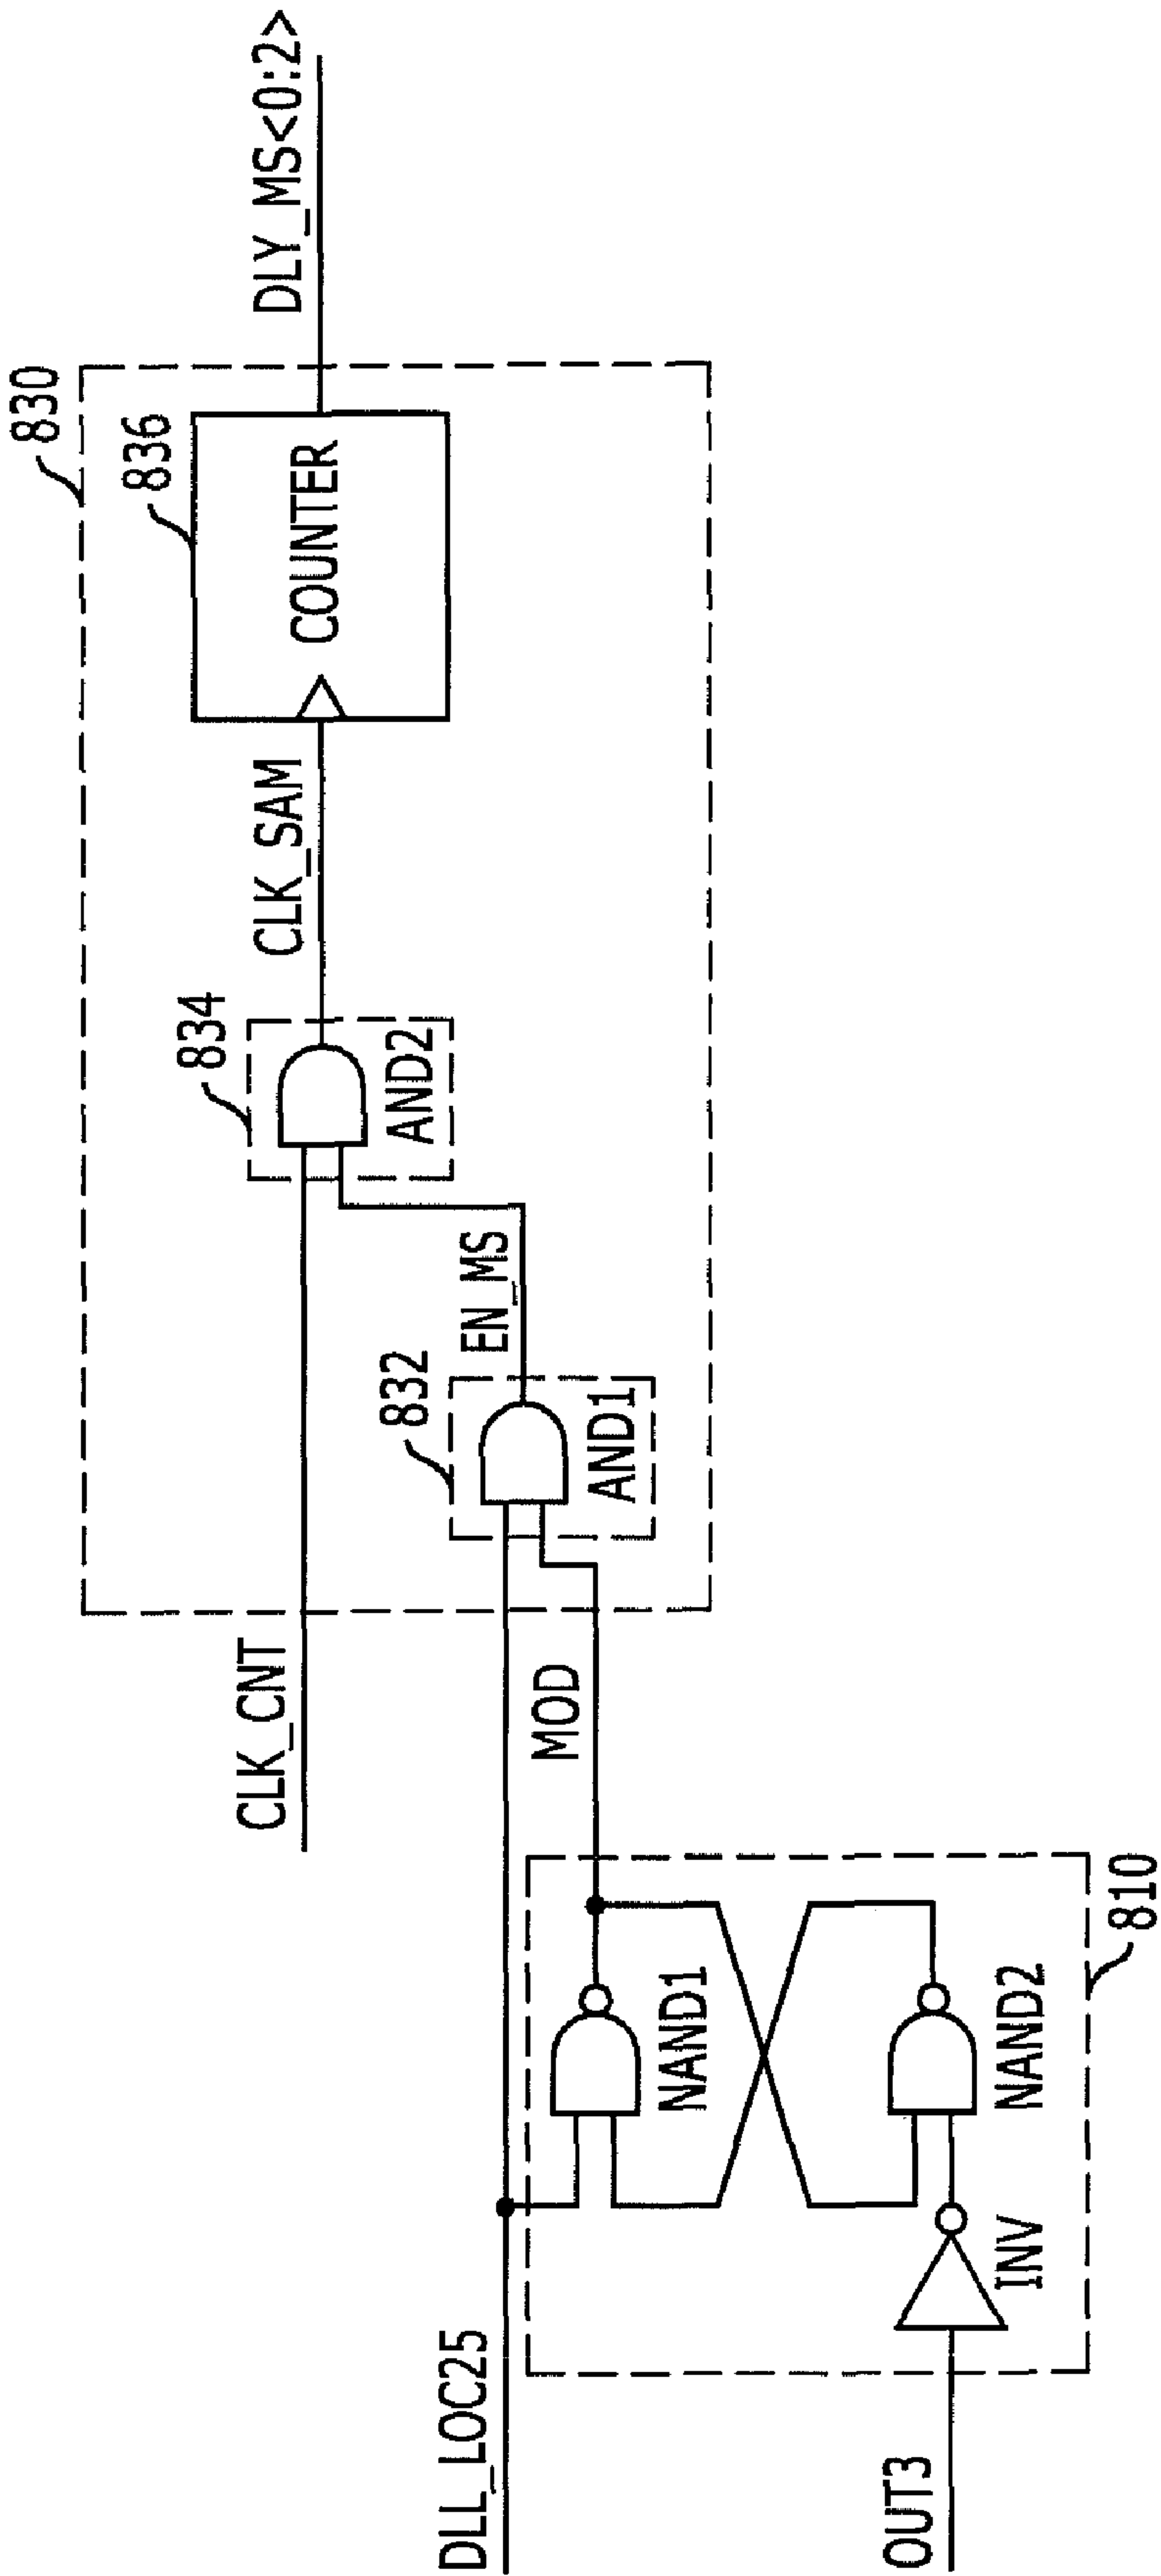 830
836
COUNTER
DLY_MS<0:2>
834
AND2
CLK_SAM
CLK_CNT
832
AND1
EN_MS
DLL_LOC25
MOD
NAND1
NAND2
INV
OUT3
810